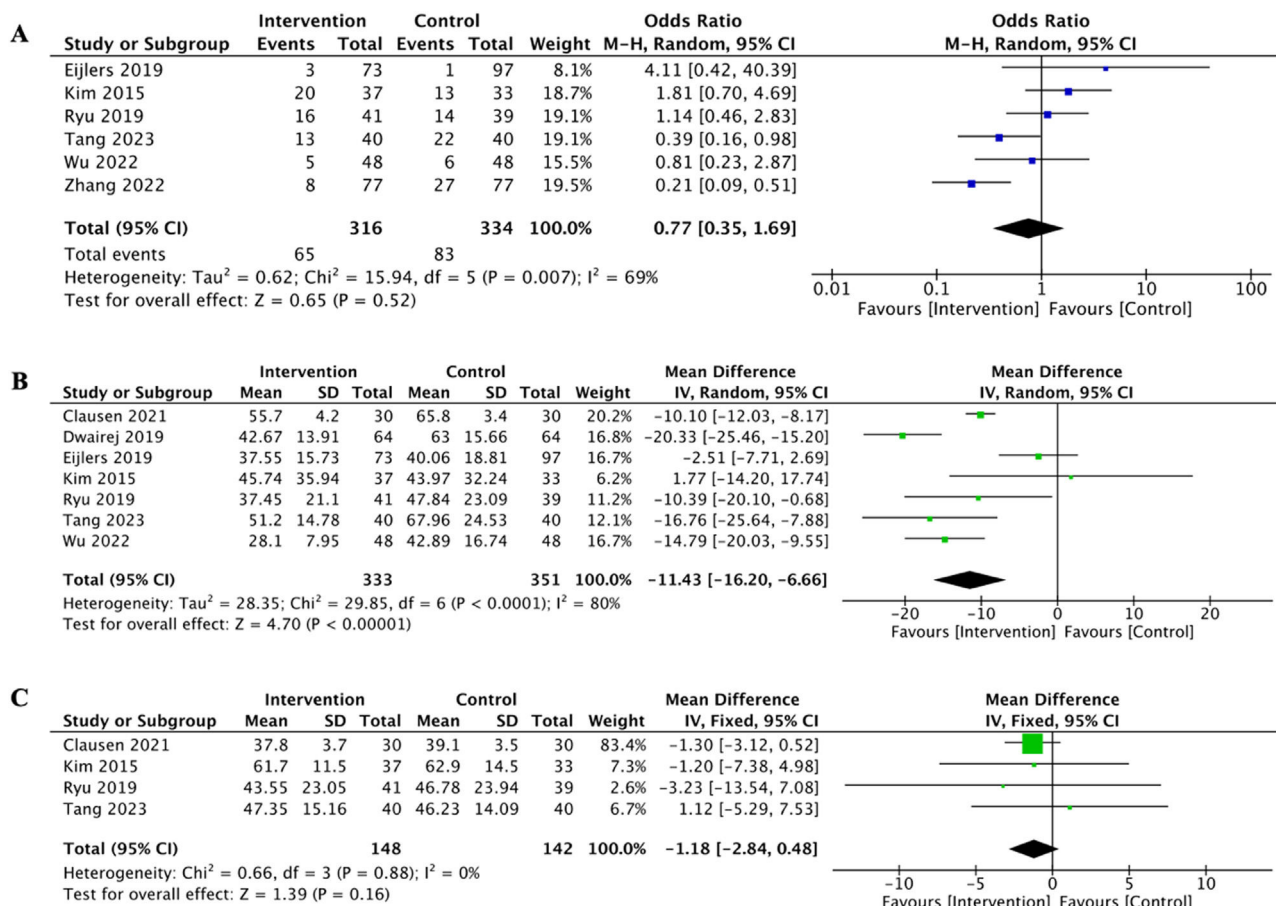 A
Intervention Control Odds Ratio Odds Ratio
Study or Subgroup Events Total Events Total Weight M-H, Random, 95% CI M-H, Random, 95% CI
Eijlers 2019 3 73 1 97 8.1% 4.11 [0.42, 40.39]
Kim 2015 20 37 13 33 18.7% 1.81 [0.70, 4.69]
Ryu 2019 16 41 14 39 19.1% 1.14 [0.46, 2.83]
Tang 2023 13 40 22 40 19.1% 0.39 [0.16, 0.98]
Wu 2022 5 48 6 48 15.5% 0.81 [0.23, 2.87]
Zhang 2022 8 77 27 77 19.5% 0.21 [0.09, 0.51]
Total (95% CI) 316 334 100.0% 0.77 [0.35, 1.69]
Total events 65 83
Heterogeneity: Tau² = 0.62; Chi² = 15.94, df = 5 (P = 0.007); I² = 69%
Test for overall effect: Z = 0.65 (P = 0.52)
0.01 0.1 1 10 100
Favours [Intervention] Favours [Control]
B
Intervention Control Mean Difference Mean Difference
Study or Subgroup Mean SD Total Mean SD Total Weight IV, Random, 95% CI IV, Random, 95% CI
Clausen 2021 55.7 4.2 30 65.8 3.4 30 20.2% −10.10 [−12.03, −8.17]
Dwairej 2019 42.67 13.91 64 63 15.66 64 16.8% −20.33 [−25.46, −15.20]
Eijlers 2019 37.55 15.73 73 40.06 18.81 97 16.7% −2.51 [−7.71, 2.69]
Kim 2015 45.74 35.94 37 43.97 32.24 33 6.2% 1.77 [−14.20, 17.74]
Ryu 2019 37.45 21.1 41 47.84 23.09 39 11.2% −10.39 [−20.10, −0.68]
Tang 2023 51.2 14.78 40 67.96 24.53 40 12.1% −16.76 [−25.64, −7.88]
Wu 2022 28.1 7.95 48 42.89 16.74 48 16.7% −14.79 [−20.03, −9.55]
Total (95% CI) 333 351 100.0% −11.43 [−16.20, −6.66]
Heterogeneity: Tau² = 28.35; Chi² = 29.85, df = 6 (P < 0.0001); I² = 80%
Test for overall effect: Z = 4.70 (P < 0.00001)
−20 −10 0 10 20
Favours [Intervention] Favours [Control]
C
Intervention Control Mean Difference Mean Difference
Study or Subgroup Mean SD Total Mean SD Total Weight IV, Fixed, 95% CI IV, Fixed, 95% CI
Clausen 2021 37.8 3.7 30 39.1 3.5 30 83.4% −1.30 [−3.12, 0.52]
Kim 2015 61.7 11.5 37 62.9 14.5 33 7.3% −1.20 [−7.38, 4.98]
Ryu 2019 43.55 23.05 41 46.78 23.94 39 2.6% −3.23 [−13.54, 7.08]
Tang 2023 47.35 15.16 40 46.23 14.09 40 6.7% 1.12 [−5.29, 7.53]
Total (95% CI) 148 142 100.0% −1.18 [−2.84, 0.48]
Heterogeneity: Chi² = 0.66, df = 3 (P = 0.88); I² = 0%
Test for overall effect: Z = 1.39 (P = 0.16)
−10 −5 0 5 10
Favours [Intervention] Favours [Control]